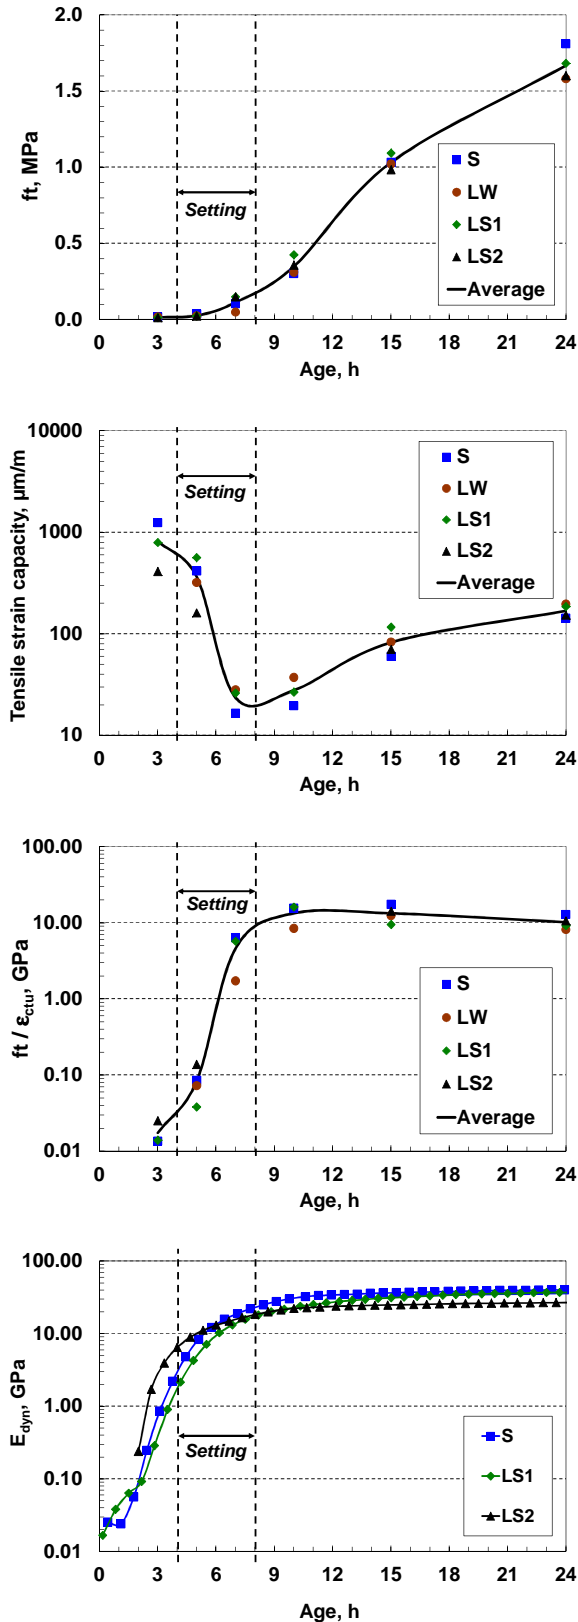 2.0
1.5
1.0
0.5
0.0
ft, MPa
Setting
S
LW
LS1
LS2
Average
0 3 6 9 12 15 18 21 24
Age, h
10000
1000
100
10
Tensile strain capacity, µm/m
Setting
S
LW
LS1
LS2
Average
0 3 6 9 12 15 18 21 24
Age, h
100.00
10.00
1.00
0.10
0.01
ft / εctu, GPa
Setting
S
LW
LS1
LS2
Average
0 3 6 9 12 15 18 21 24
Age, h
100.00
10.00
1.00
0.10
0.01
Edyn, GPa
Setting
S
LS1
LS2
0 3 6 9 12 15 18 21 24
Age, h